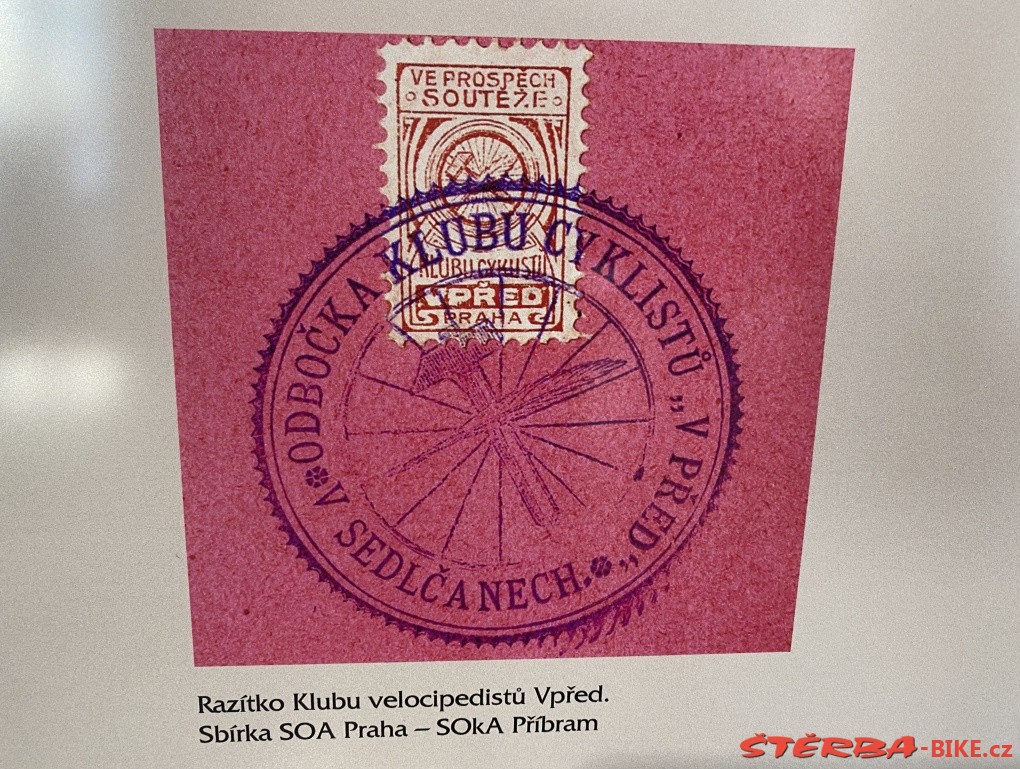 VE PROSPĚCH
SOUTĚŽE
KLUBU CYKLISTŮ
VPŘED
PRAHA
ODBOČKA KLUBU CYKLISTŮ „V PŘED„
V SEDLČANECH.
Razítko Klubu velocipedistů Vpřed.
Sbírka SOA Praha – SOkA Příbram
ŠTĚRBA-BIKE.cz